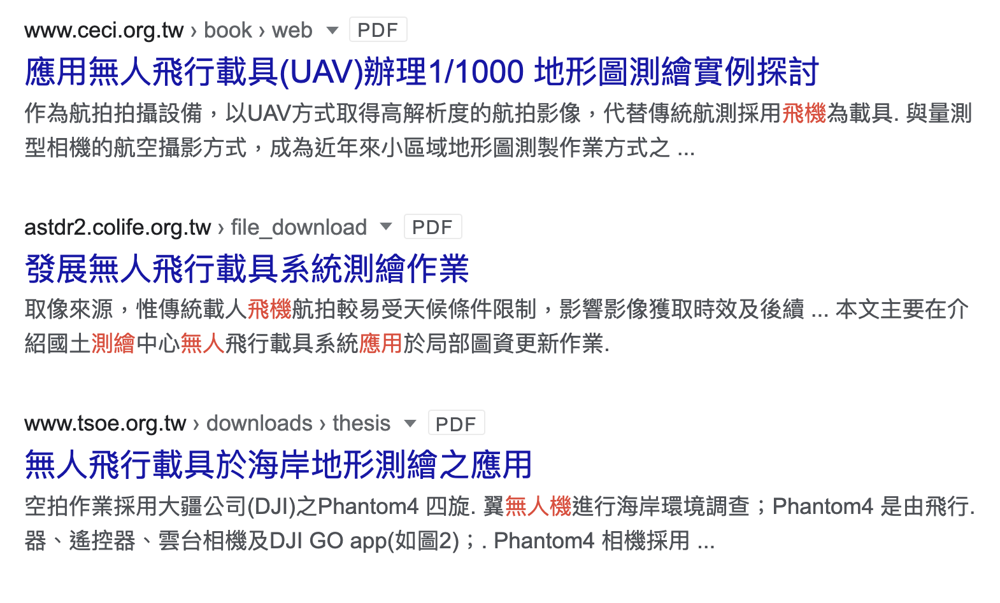 www.ceci.org.tw › book › web ▼ PDF
應用無人飛行載具(UAV)辦理1/1000 地形圖測繪實例探討
作為航拍拍攝設備，以UAV方式取得高解析度的航拍影像，代替傳統航測採用飛機為載具. 與量測
型相機的航空攝影方式，成為近年來小區域地形圖測製作業方式之 ...
astdr2.colife.org.tw › file_download ▼ PDF
發展無人飛行載具系統測繪作業
取像來源，惟傳統載人飛機航拍較易受天候條件限制，影響影像獲取時效及後續 ... 本文主要在介
紹國土測繪中心無人飛行載具系統應用於局部圖資更新作業.
www.tsoe.org.tw › downloads › thesis ▼ PDF
無人飛行載具於海岸地形測繪之應用
空拍作業採用大疆公司(DJI)之Phantom4 四旋. 翼無人機進行海岸環境調查；Phantom4 是由飛行.
器、遙控器、雲台相機及DJI GO app(如圖2)；. Phantom4 相機採用 ...